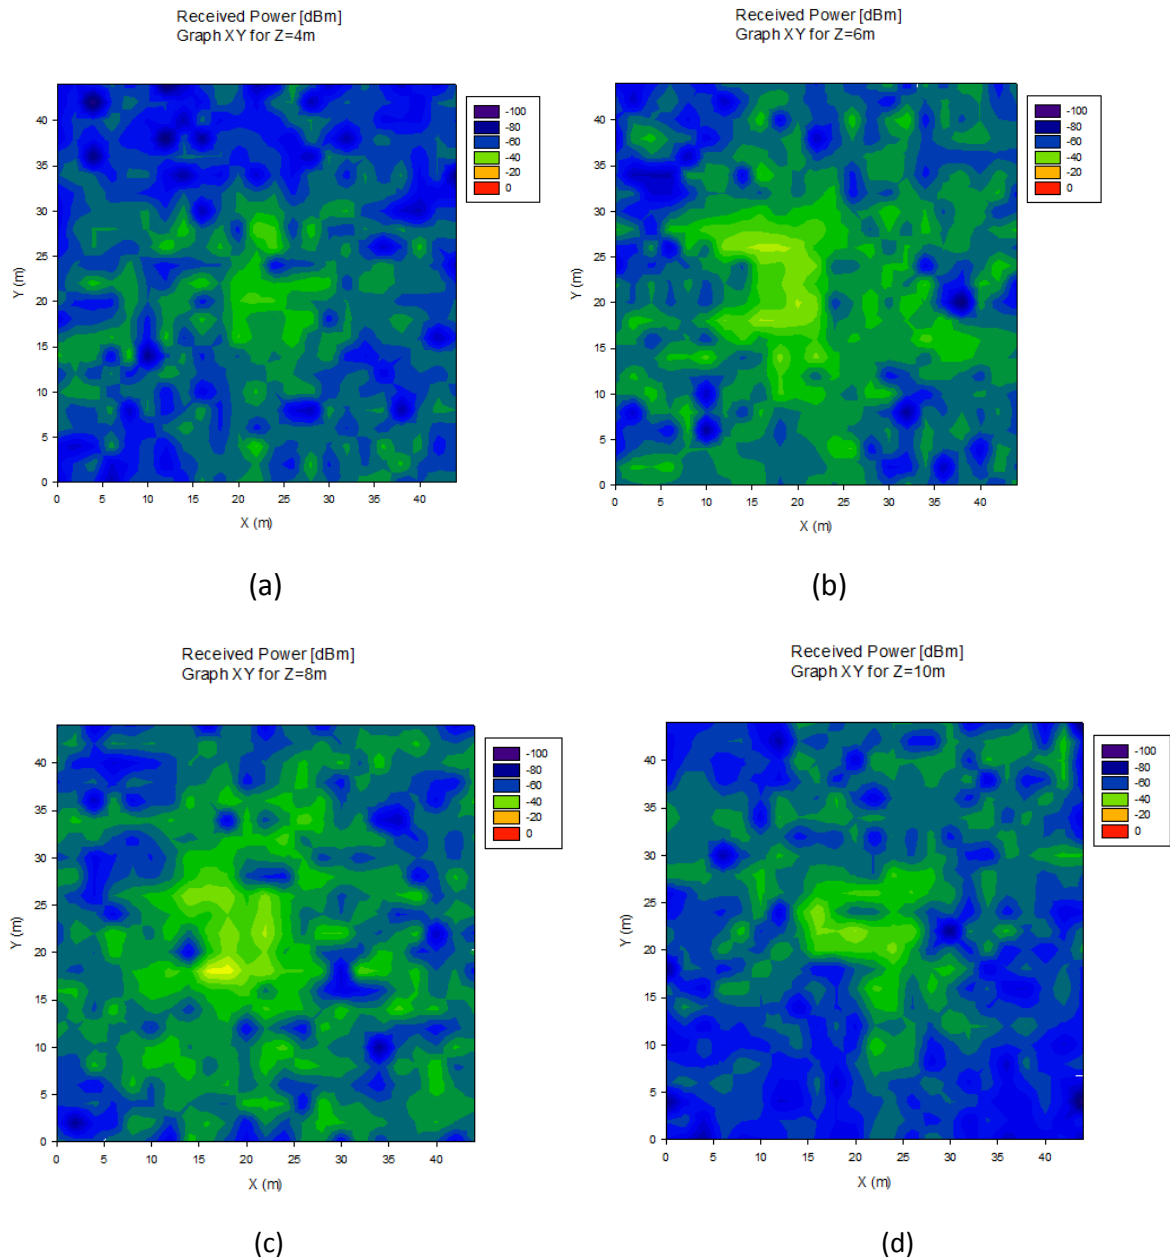 Received Power [dBm]
Graph XY for Z=4m
Y (m)
40
35
30
25
20
15
10
5
0
0 5 10 15 20 25 30 35 40
X (m)
-100
-80
-60
-40
-20
0
(a)
Received Power [dBm]
Graph XY for Z=6m
Y (m)
40
35
30
25
20
15
10
5
0
0 5 10 15 20 25 30 35 40
X (m)
-100
-80
-60
-40
-20
0
(b)
Received Power [dBm]
Graph XY for Z=8m
Y (m)
40
35
30
25
20
15
10
5
0
0 5 10 15 20 25 30 35 40
X (m)
-100
-80
-60
-40
-20
0
(c)
Received Power [dBm]
Graph XY for Z=10m
Y (m)
40
35
30
25
20
15
10
5
0
0 5 10 15 20 25 30 35 40
X (m)
-100
-80
-60
-40
-20
0
(d)